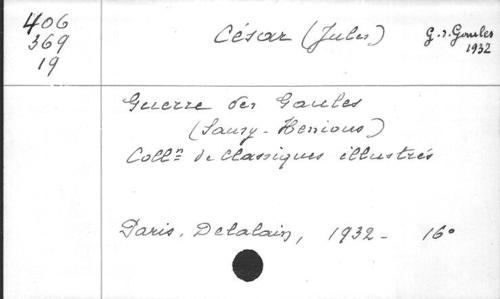 406
369
19
César (Jules)
G. d. Gaules
1932
Guerre des Gaules
(Saury-Henious)
Colln de classiques illustrés
Paris. Delalain, 1932 - 16°